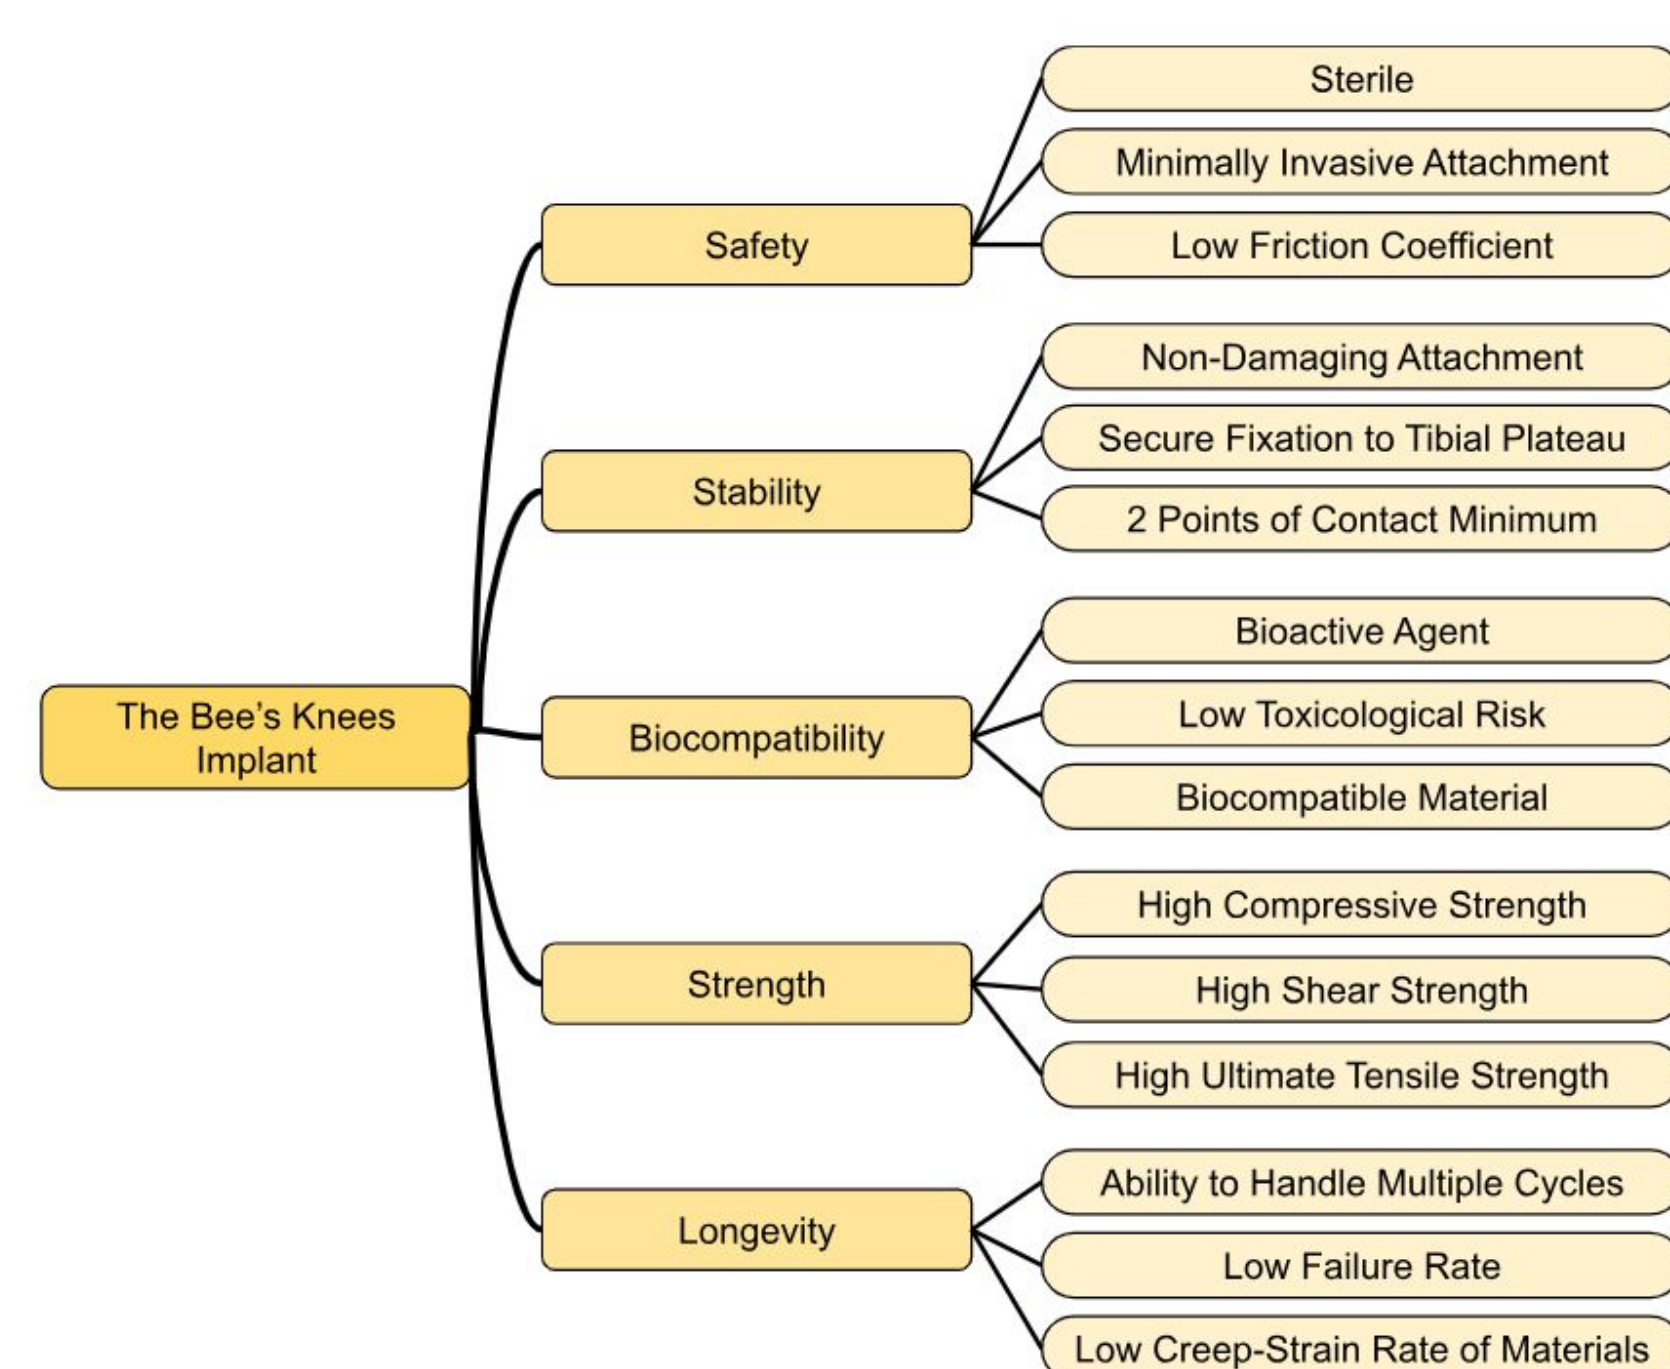 The Bee’s Knees
Implant
Safety
Sterile
Minimally Invasive Attachment
Low Friction Coefficient
Stability
Non-Damaging Attachment
Secure Fixation to Tibial Plateau
2 Points of Contact Minimum
Biocompatibility
Bioactive Agent
Low Toxicological Risk
Biocompatible Material
Strength
High Compressive Strength
High Shear Strength
High Ultimate Tensile Strength
Longevity
Ability to Handle Multiple Cycles
Low Failure Rate
Low Creep-Strain Rate of Materials